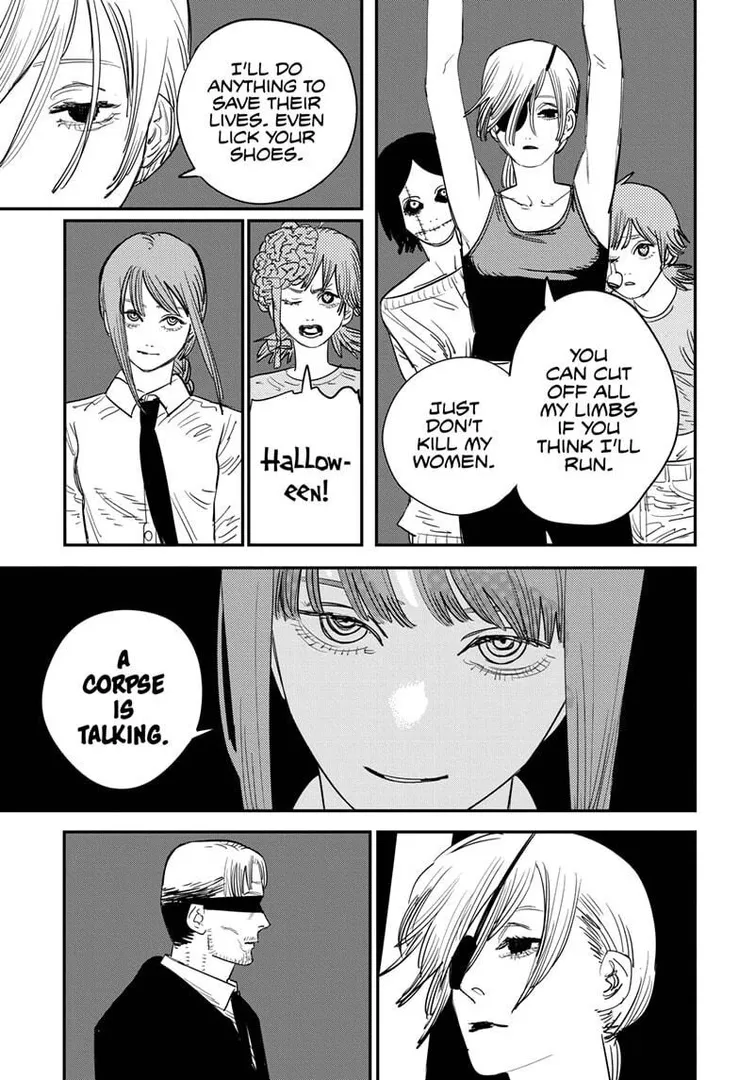 YOU
CAN CUT
OFF ALL
MY LIMBS
IF YOU
THINK I'LL
RUN.
JUST
DON'T
KILL MY
WOMEN.
I'LL DO
ANYTHING TO
SAVE THEIR
LIVES. EVEN
LICK YOUR
SHOES.
HALLOW-
EEN!
A
CORPSE
IS
TALKING.